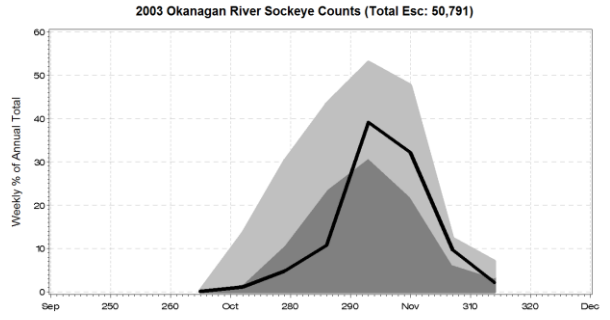 2003 Okanagan River Sockeye Counts (Total Esc: 50,791)
Weekly % of Annual Total
60
50
40
30
20
10
0
Sep 250 260 Oct 280 290 Nov 310 320 Dec